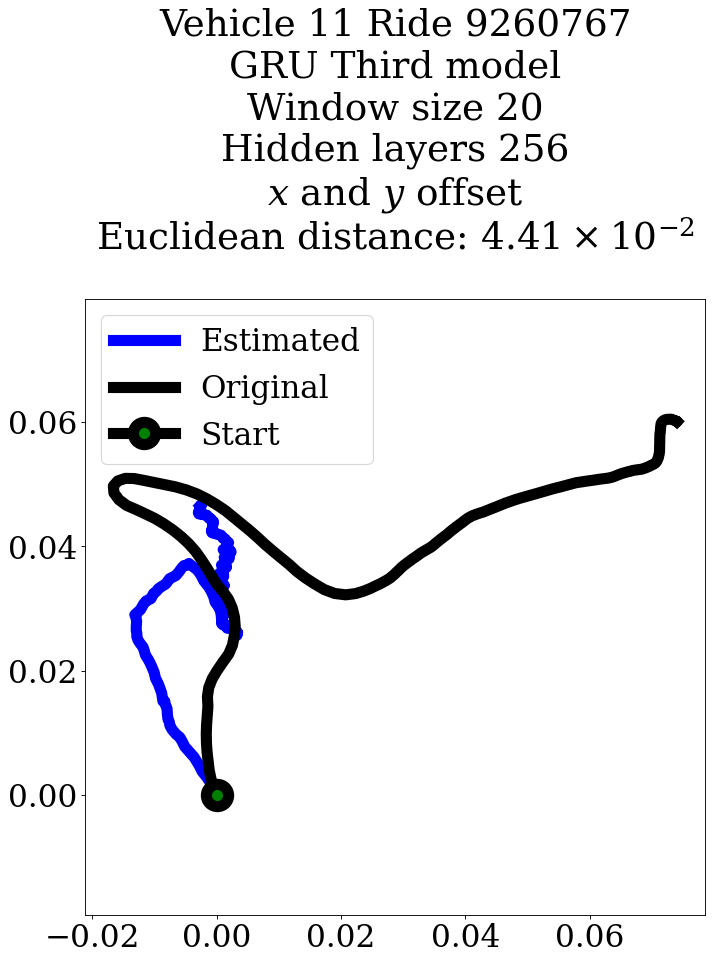 Vehicle 11 Ride 9260767
GRU Third model
Window size 20
Hidden layers 256
x and y offset
Euclidean distance: 4.41 × 10⁻²
Estimated
Original
Start
0.06
0.04
0.02
0.00
−0.02 0.00 0.02 0.04 0.06